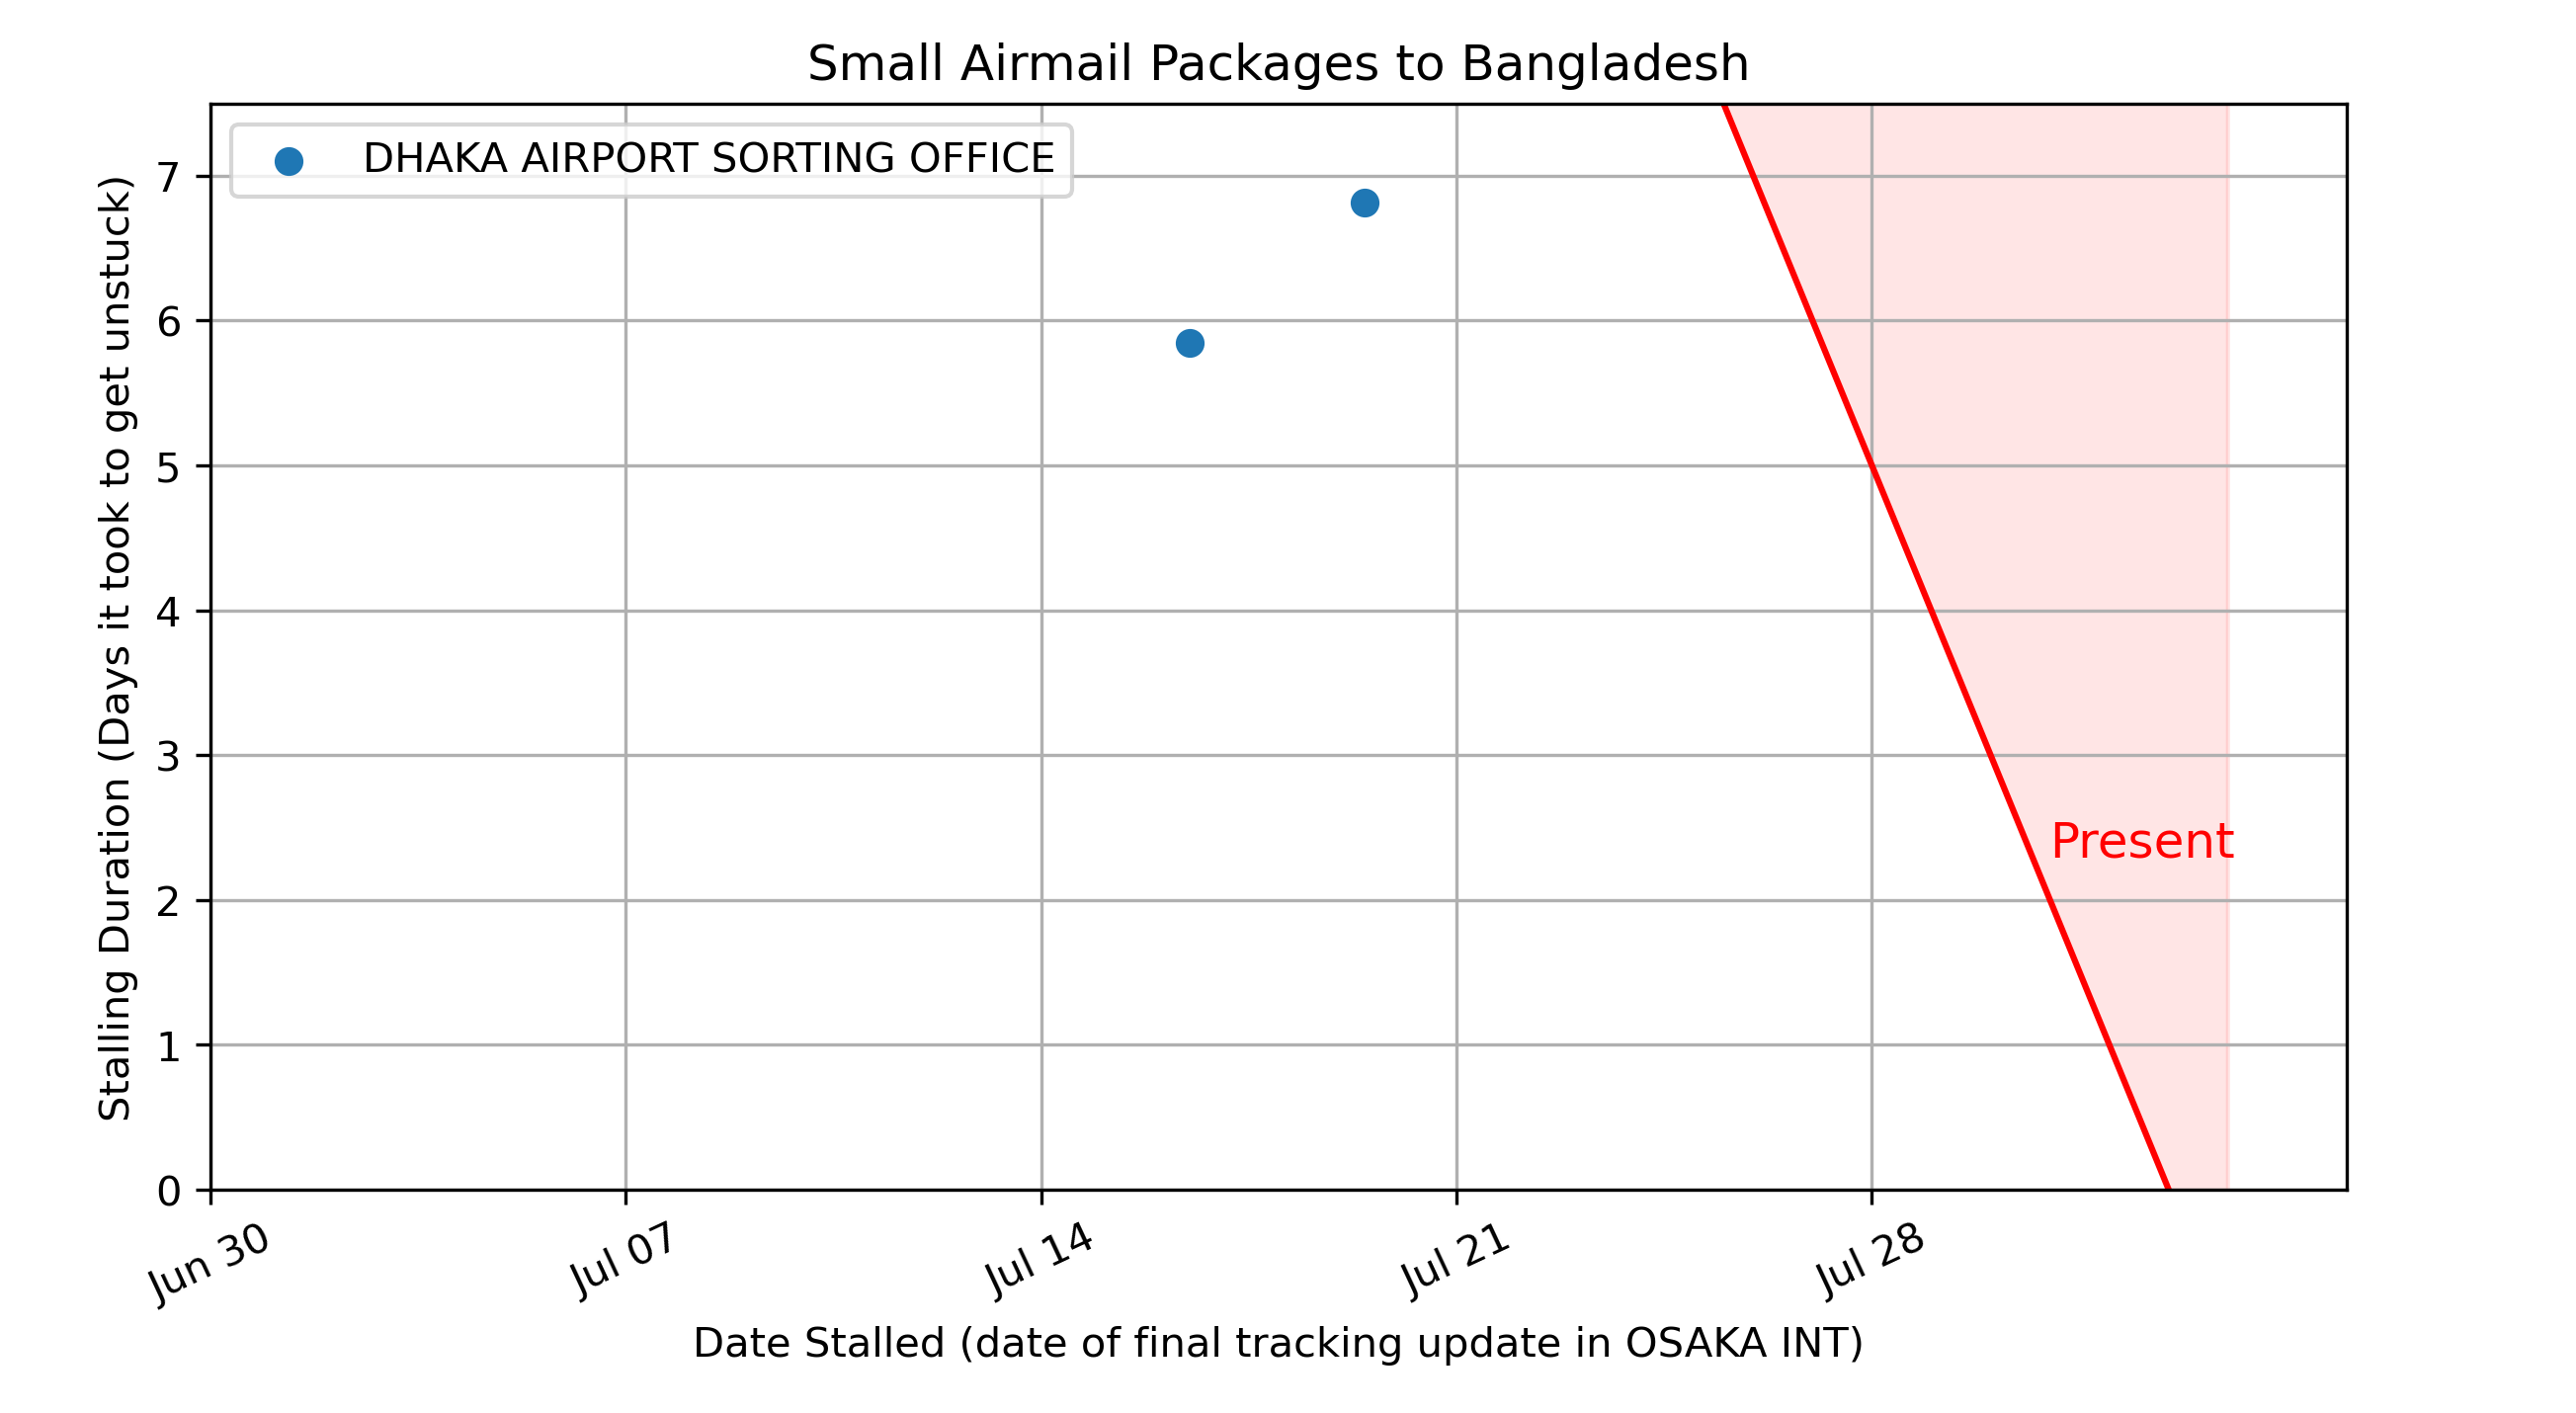 Small Airmail Packages to Bangladesh
DHAKA AIRPORT SORTING OFFICE
Stalling Duration (Days it took to get unstuck)
7
6
5
4
3
2
1
0
Present
Jun 30
Jul 07
Jul 14
Jul 21
Jul 28
Date Stalled (date of final tracking update in OSAKA INT)